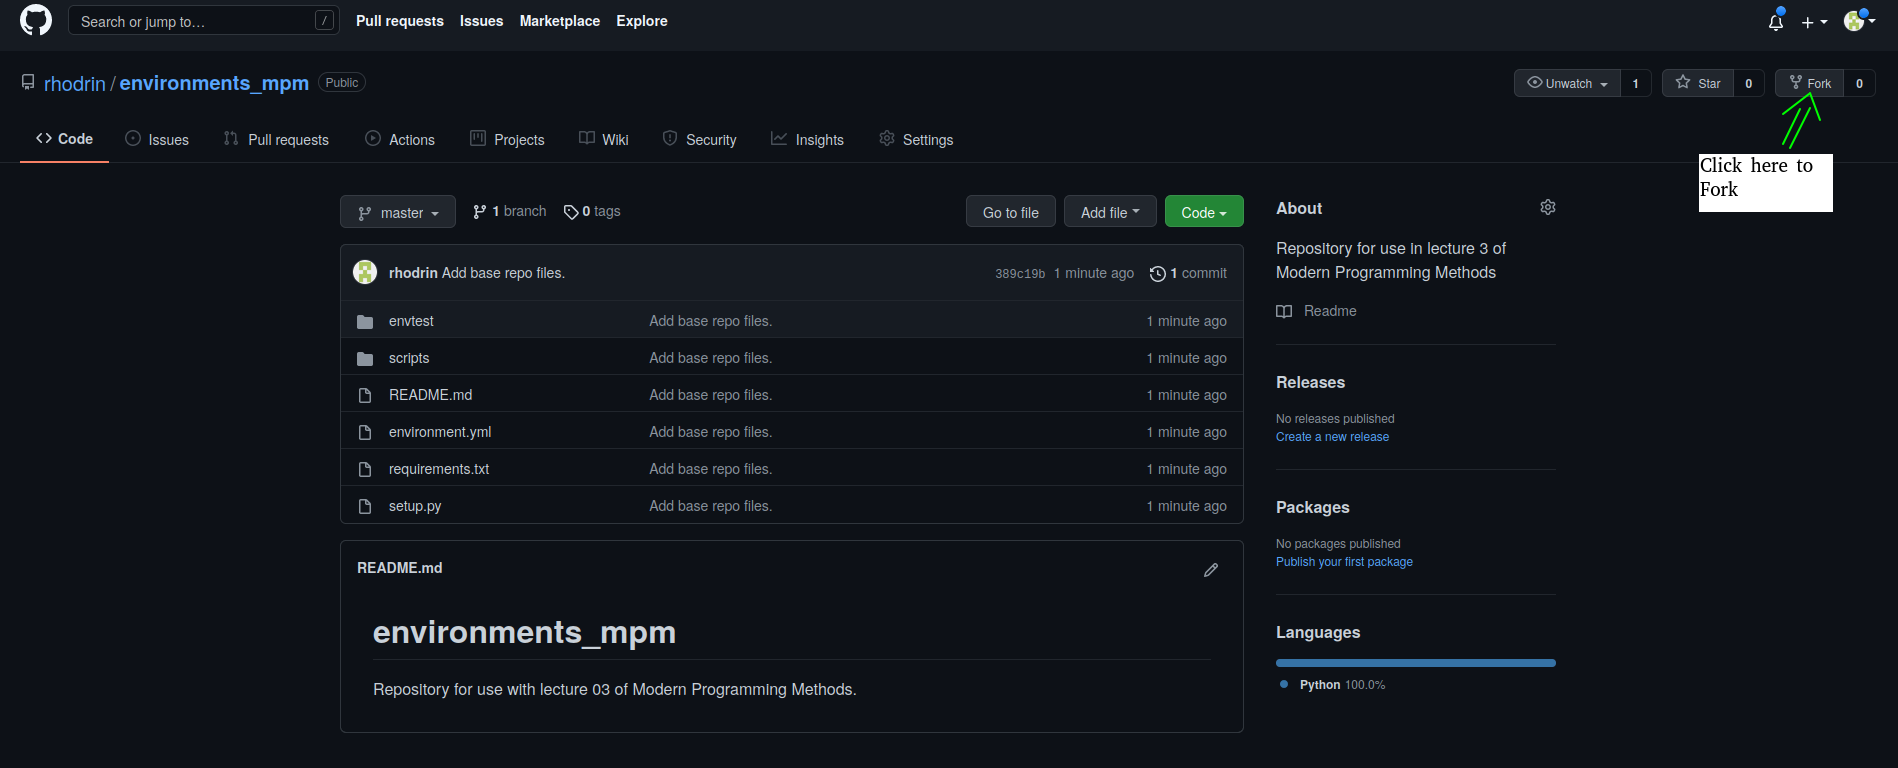 Search or jump to… /
Pull requests Issues Marketplace Explore
rhodrin / environments_mpm Public
Unwatch 1 Star 0 Fork 0
Code Issues Pull requests Actions Projects Wiki Security Insights Settings
Click here to
Fork
master 1 branch 0 tags
Go to file Add file Code
rhodrin Add base repo files. 389c19b 1 minute ago 1 commit
envtest Add base repo files. 1 minute ago
scripts Add base repo files. 1 minute ago
README.md Add base repo files. 1 minute ago
environment.yml Add base repo files. 1 minute ago
requirements.txt Add base repo files. 1 minute ago
setup.py Add base repo files. 1 minute ago
README.md
environments_mpm
Repository for use with lecture 03 of Modern Programming Methods.
About
Repository for use in lecture 3 of
Modern Programming Methods
Readme
Releases
No releases published
Create a new release
Packages
No packages published
Publish your first package
Languages
Python 100.0%